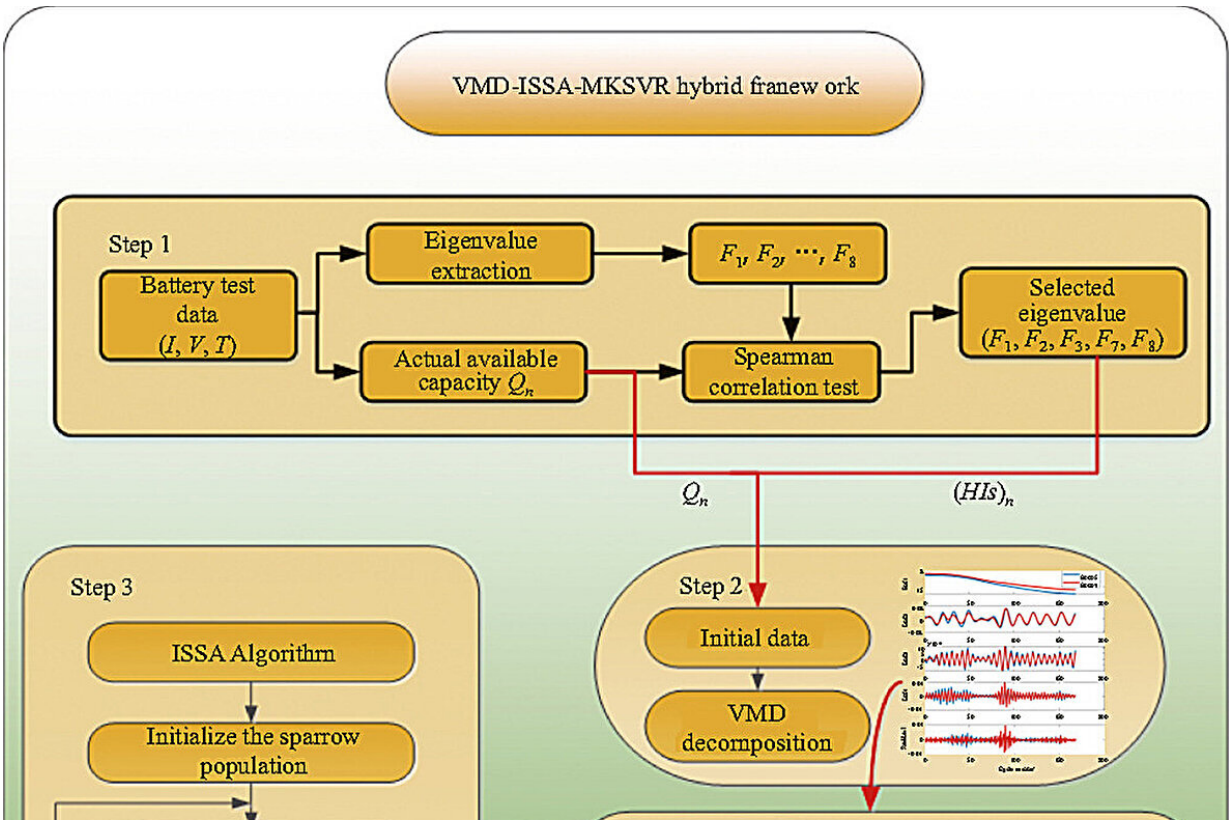 VMD-ISSA-MKSVR hybrid franew ork
Step 1
Battery test
data
(I, V, T)
Eigenvalue
extraction
F1, F2, ···, F8
Actual available
capacity Qn
Spearman
correlation test
Selected
eigenvalue
(F1, F2, F3, F7, F8)
Qn
(HIs)n
Step 3
ISSA Algorithm
Initialize the sparrow
population
Step 2
Initial data
VMD
decomposition